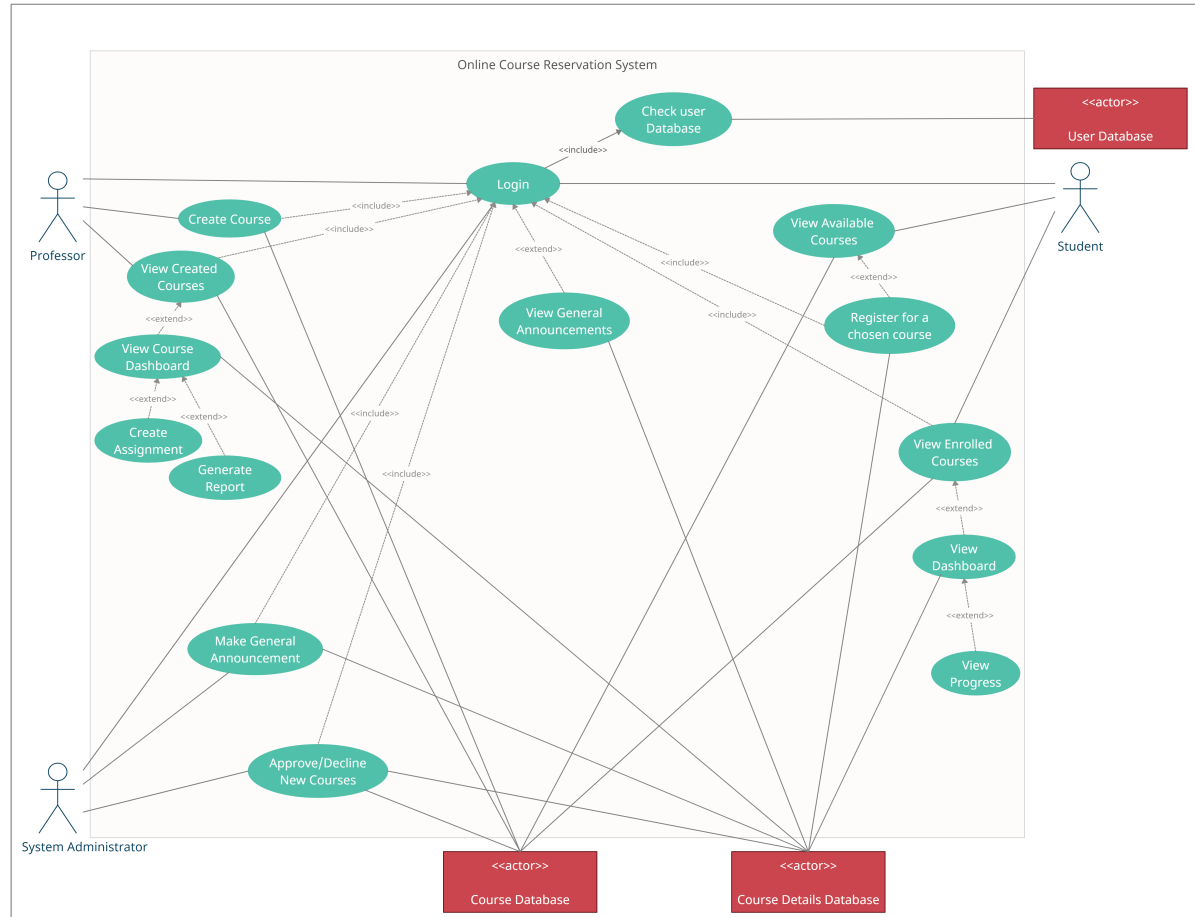 Online Course Reservation System
Check user
Database
<<actor>>
User Database
<<include>>
Login
Professor
Student
Create Course
<<include>>
<<include>>
View Available
Courses
View Created
Courses
<<extend>>
<<include>>
<<extend>>
<<extend>>
View General
Announcements
Register for a
chosen course
<<include>>
View Course
Dashboard
<<extend>>
<<extend>>
<<include>>
Create
Assignment
Generate
Report
<<include>>
View Enrolled
Courses
<<extend>>
View
Dashboard
<<extend>>
Make General
Announcement
View
Progress
Approve/Decline
New Courses
System Administrator
<<actor>>
Course Database
<<actor>>
Course Details Database